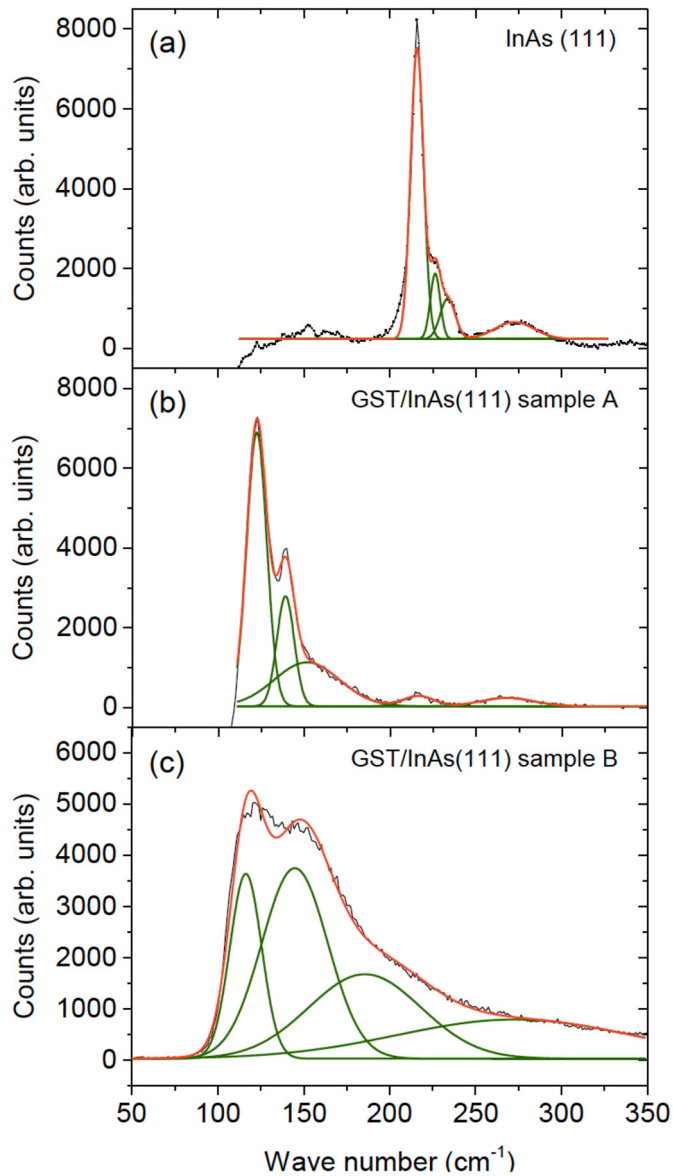 (a)
InAs (111)
8000
6000
4000
2000
0
Counts (arb. units)
(b)
GST/InAs(111) sample A
8000
6000
4000
2000
0
Counts (arb. uints)
(c)
GST/InAs(111) sample B
6000
5000
4000
3000
2000
1000
0
Counts (arb. units)
50 100 150 200 250 300 350
Wave number (cm⁻¹)